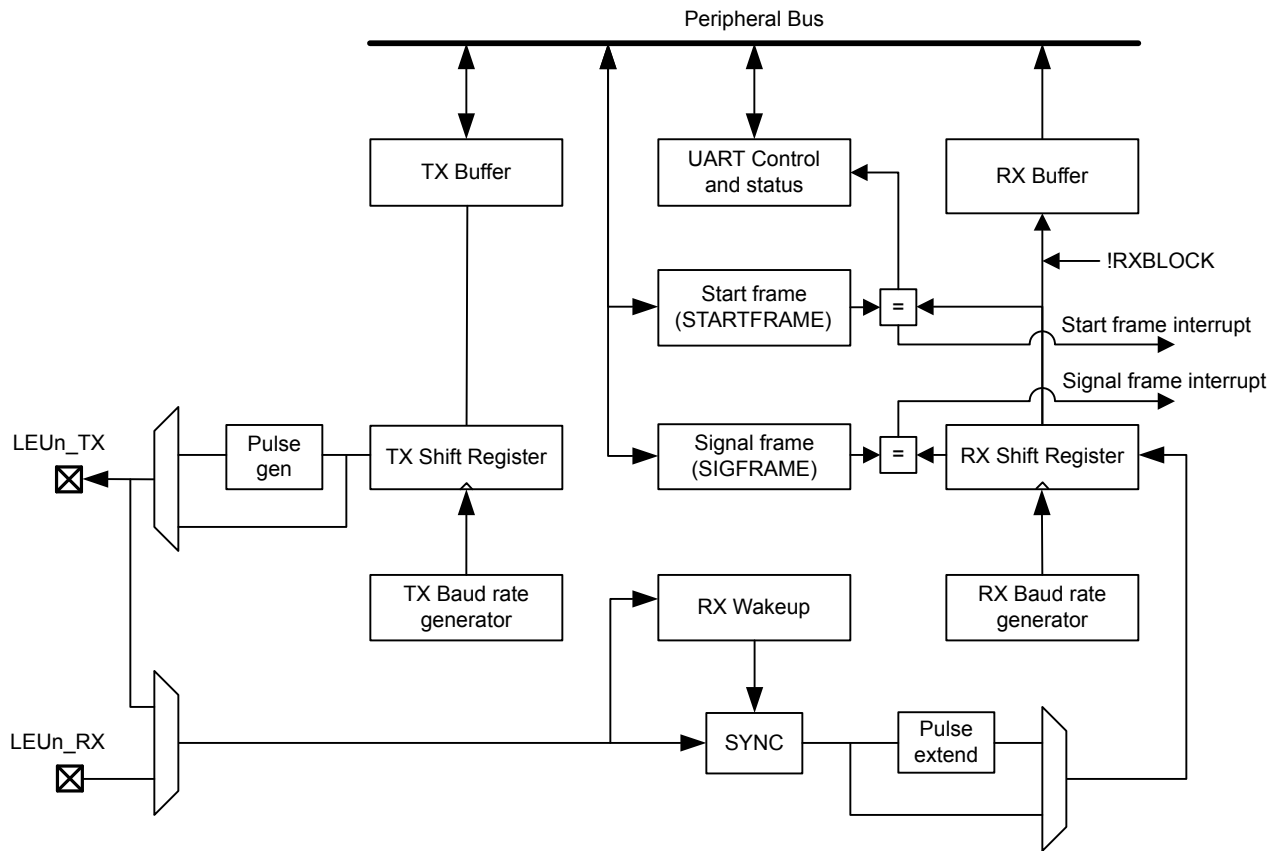 Peripheral Bus
TX Buffer
UART Control
and status
RX Buffer
!RXBLOCK
Start frame
(STARTFRAME)
=
Start frame interrupt
Signal frame interrupt
LEUn_TX
Pulse
gen
TX Shift Register
Signal frame
(SIGFRAME)
=
RX Shift Register
TX Baud rate
generator
RX Wakeup
RX Baud rate
generator
LEUn_RX
SYNC
Pulse
extend